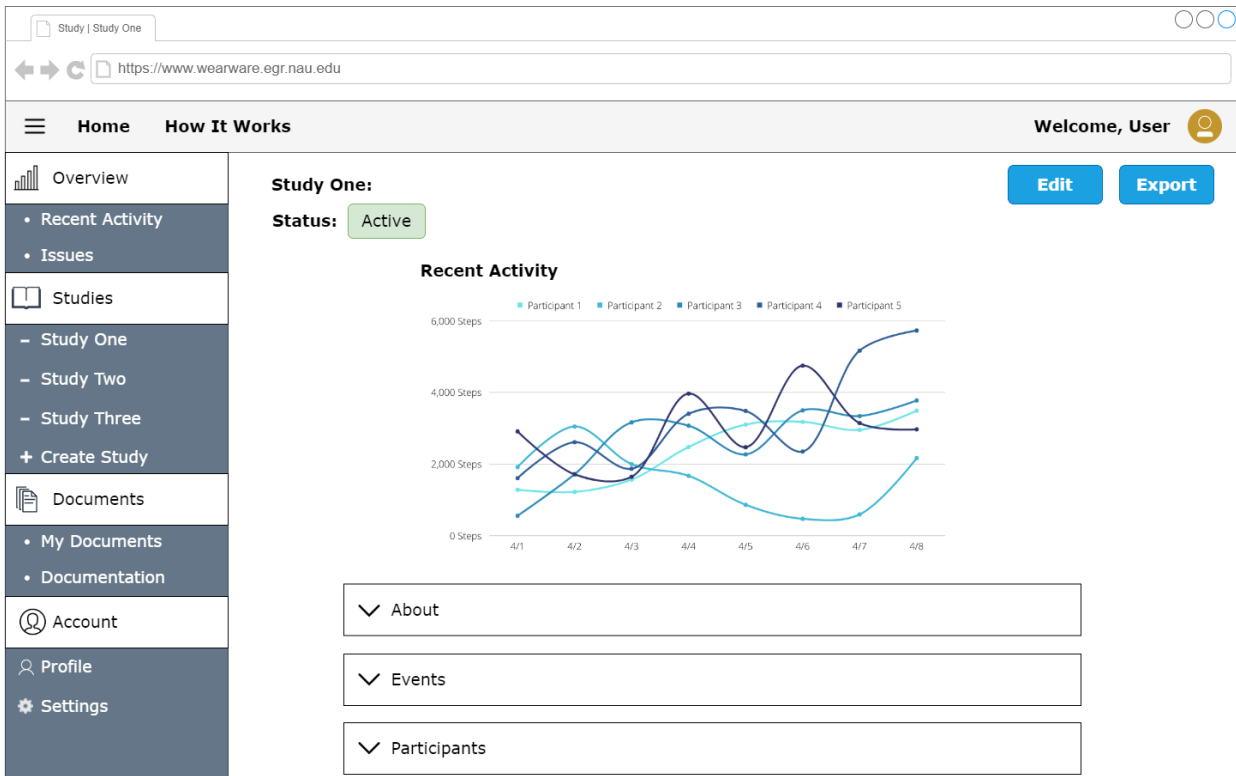 Study | Study One
https://www.wearware.egr.nau.edu
Home How It Works Welcome, User
Overview
• Recent Activity
• Issues
Studies
– Study One
– Study Two
– Study Three
+ Create Study
Documents
• My Documents
• Documentation
Account
Profile
Settings
Study One:
Edit Export
Status: Active
Recent Activity
Participant 1 Participant 2 Participant 3 Participant 4 Participant 5
6,000 Steps
4,000 Steps
2,000 Steps
0 Steps
4/1 4/2 4/3 4/4 4/5 4/6 4/7 4/8
About
Events
Participants